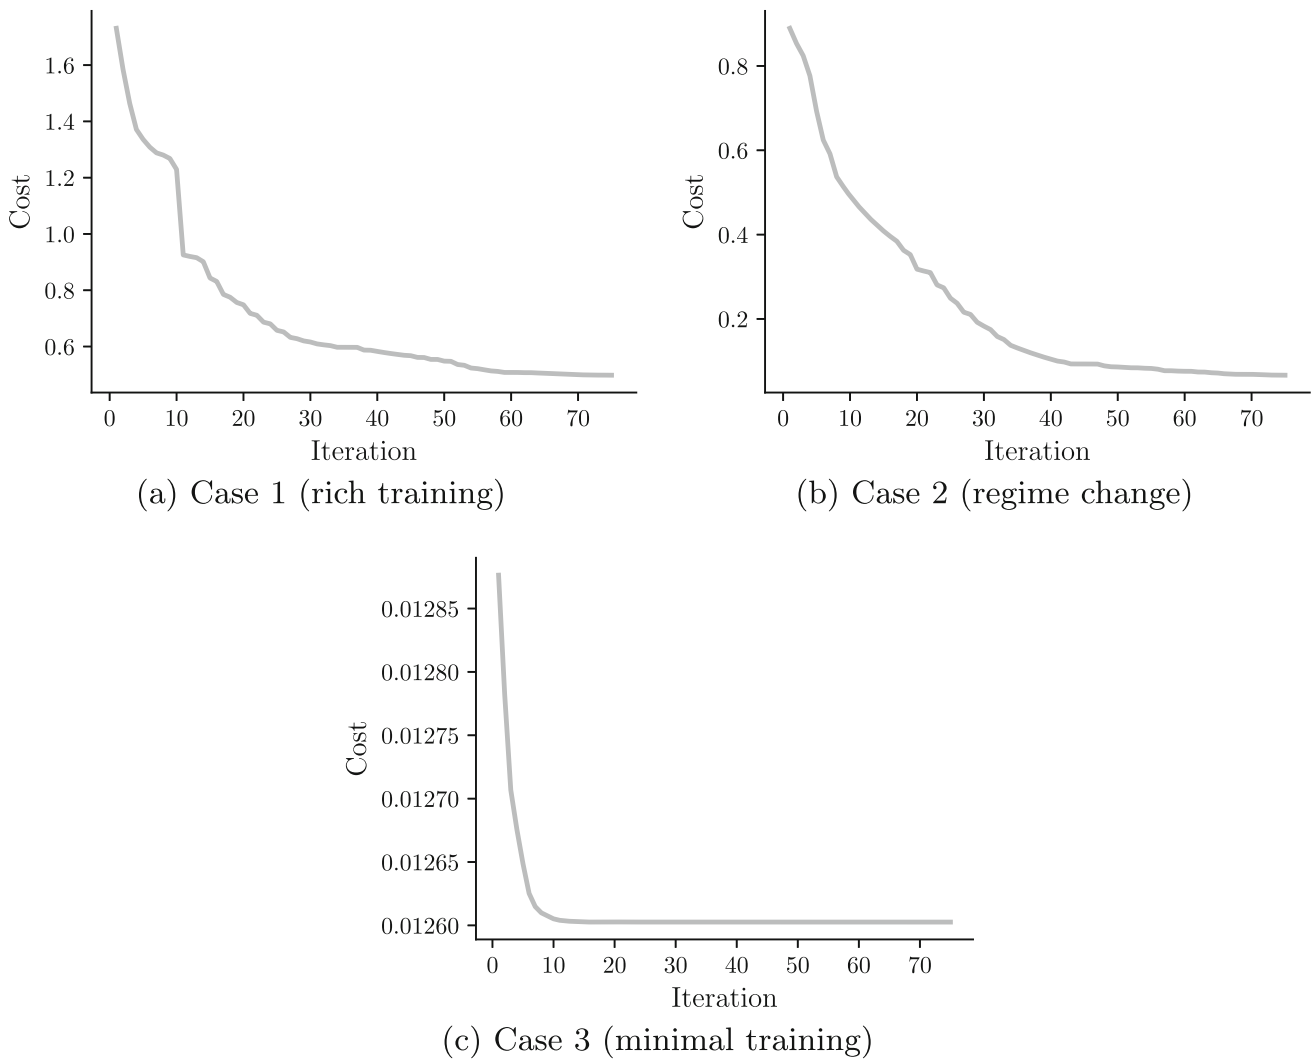 1.6
1.4
1.2
1.0
0.8
0.6
Cost
0 10 20 30 40 50 60 70
Iteration
(a) Case 1 (rich training)
0.8
0.6
0.4
0.2
Cost
0 10 20 30 40 50 60 70
Iteration
(b) Case 2 (regime change)
0.01285
0.01280
0.01275
0.01270
0.01265
0.01260
Cost
0 10 20 30 40 50 60 70
Iteration
(c) Case 3 (minimal training)